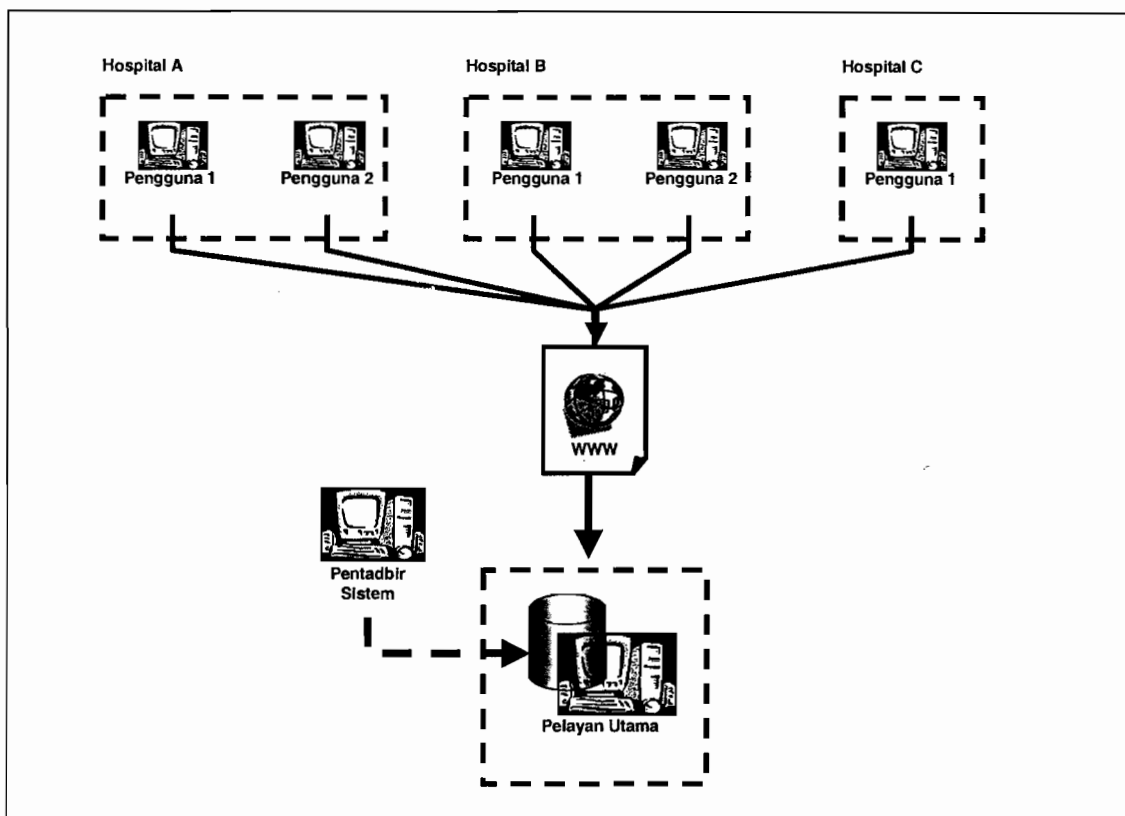 Hospital A
Hospital B
Hospital C
Pengguna 1
Pengguna 2
Pengguna 1
Pengguna 2
Pengguna 1
WWW
Pentadbir
Sistem
Pelayan Utama